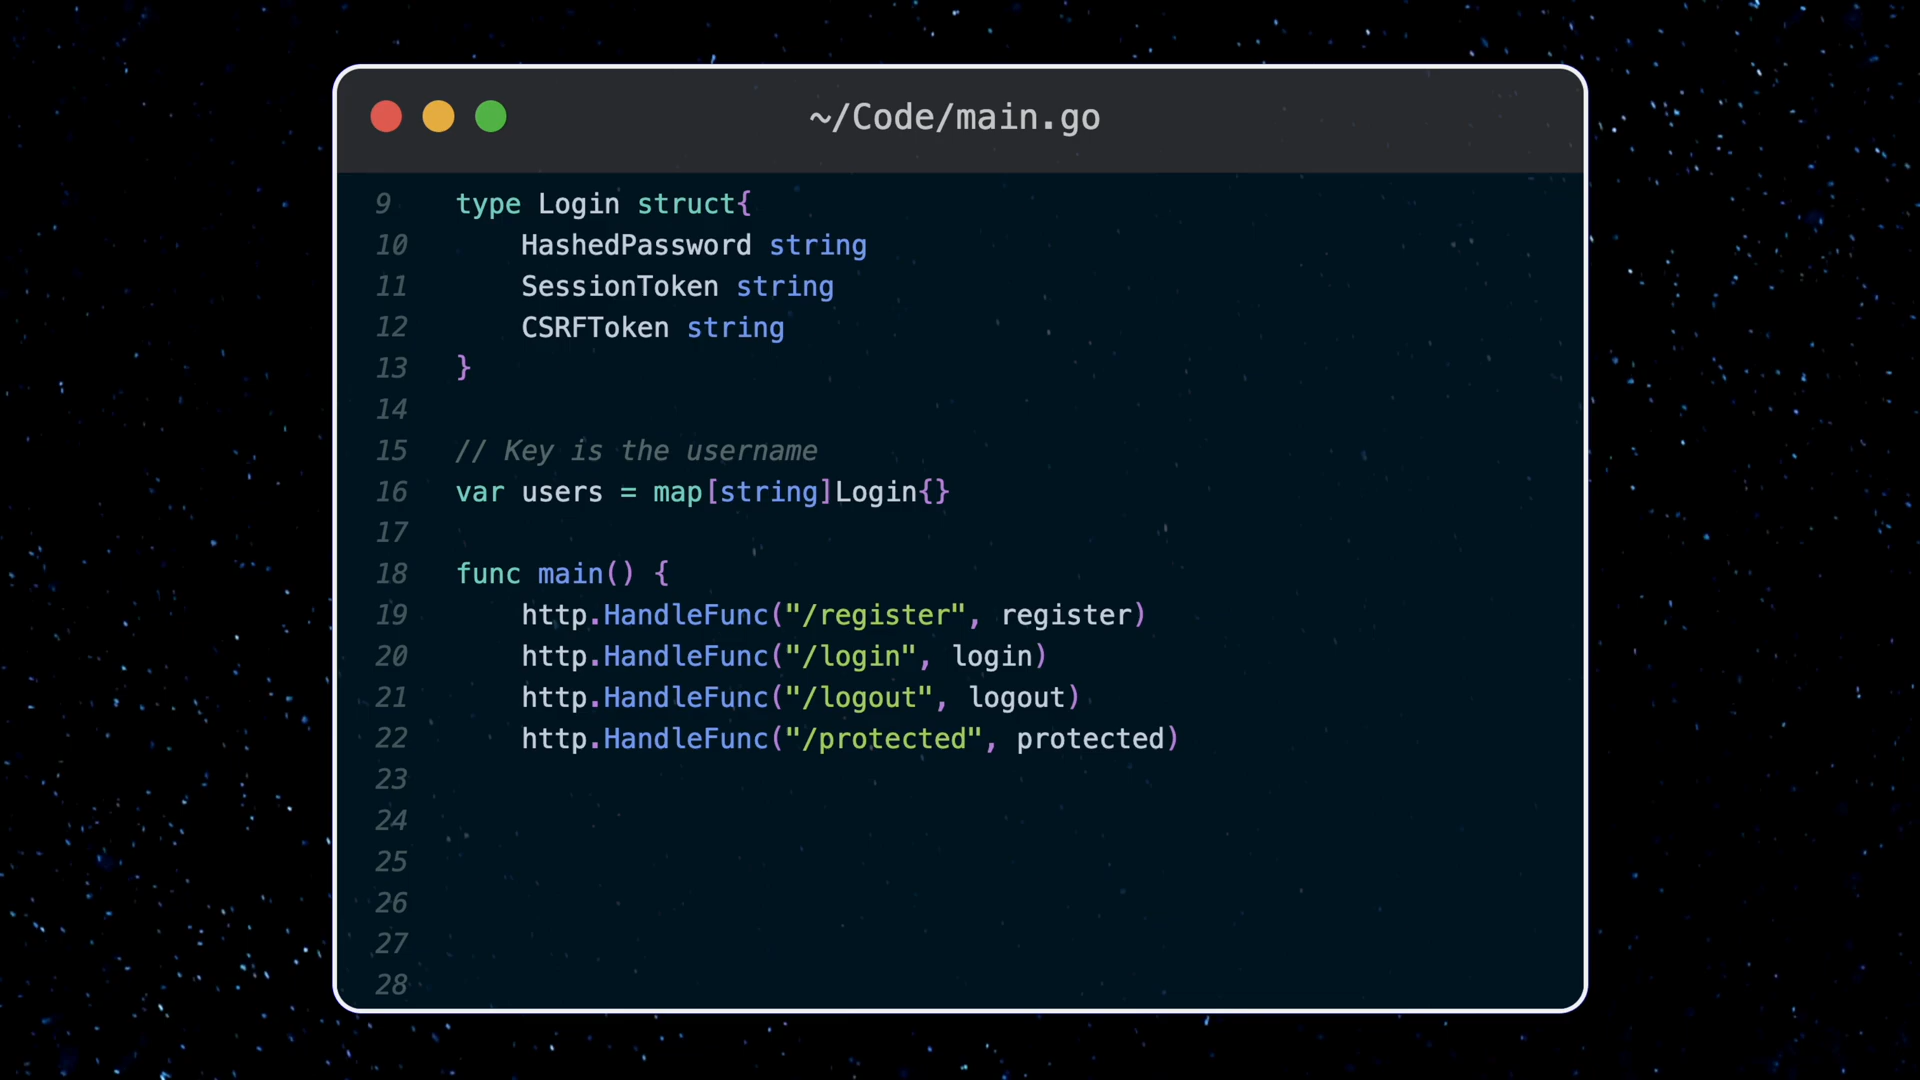 ~/Code/main.go
9 type Login struct{
10 HashedPassword string
11 SessionToken string
12 CSRFToken string
13 }
14
15 // Key is the username
16 var users = map[string]Login{}
17
18 func main() {
19 http.HandleFunc("/register", register)
20 http.HandleFunc("/login", login)
21 http.HandleFunc("/logout", logout)
22 http.HandleFunc("/protected", protected)
23
24
25
26
27
28